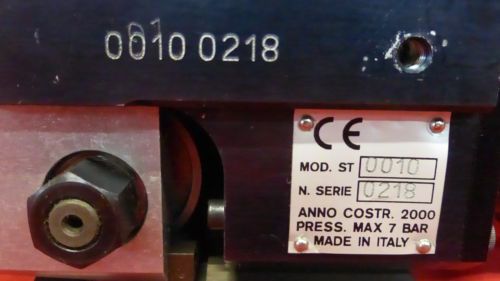 0010 0218
CE
MOD. ST 0010
N. SERIE 0218
ANNO COSTR. 2000
PRESS. MAX 7 BAR
MADE IN ITALY